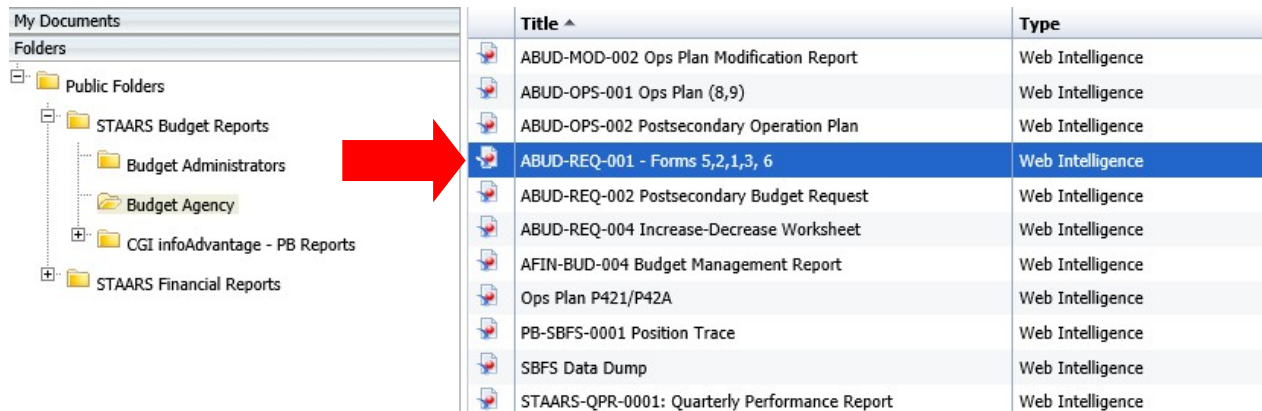 My Documents
Folders
Public Folders
STAARS Budget Reports
Budget Administrators
Budget Agency
CGI infoAdvantage - PB Reports
STAARS Financial Reports
Title Type
ABUD-MOD-002 Ops Plan Modification Report Web Intelligence
ABUD-OPS-001 Ops Plan (8,9) Web Intelligence
ABUD-OPS-002 Postsecondary Operation Plan Web Intelligence
ABUD-REQ-001 - Forms 5,2,1,3, 6 Web Intelligence
ABUD-REQ-002 Postsecondary Budget Request Web Intelligence
ABUD-REQ-004 Increase-Decrease Worksheet Web Intelligence
AFIN-BUD-004 Budget Management Report Web Intelligence
Ops Plan P421/P42A Web Intelligence
PB-SBFS-0001 Position Trace Web Intelligence
SBFS Data Dump Web Intelligence
STAARS-QPR-0001: Quarterly Performance Report Web Intelligence